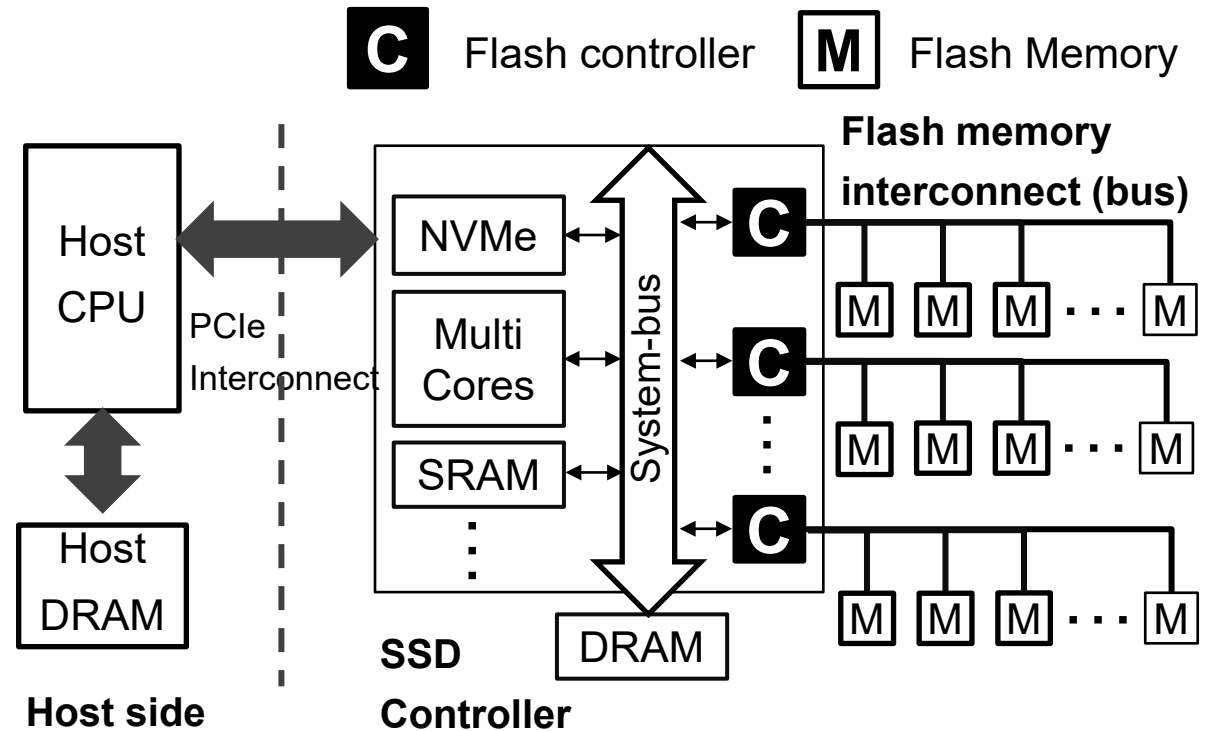 C Flash controller M Flash Memory
Flash memory
interconnect (bus)
Host
CPU
PCIe
Interconnect
Host
DRAM
Host side
NVMe
Multi
Cores
SRAM
System-bus
DRAM
SSD
Controller
C
M M M ... M
C
M M M ... M
C
M M M ... M